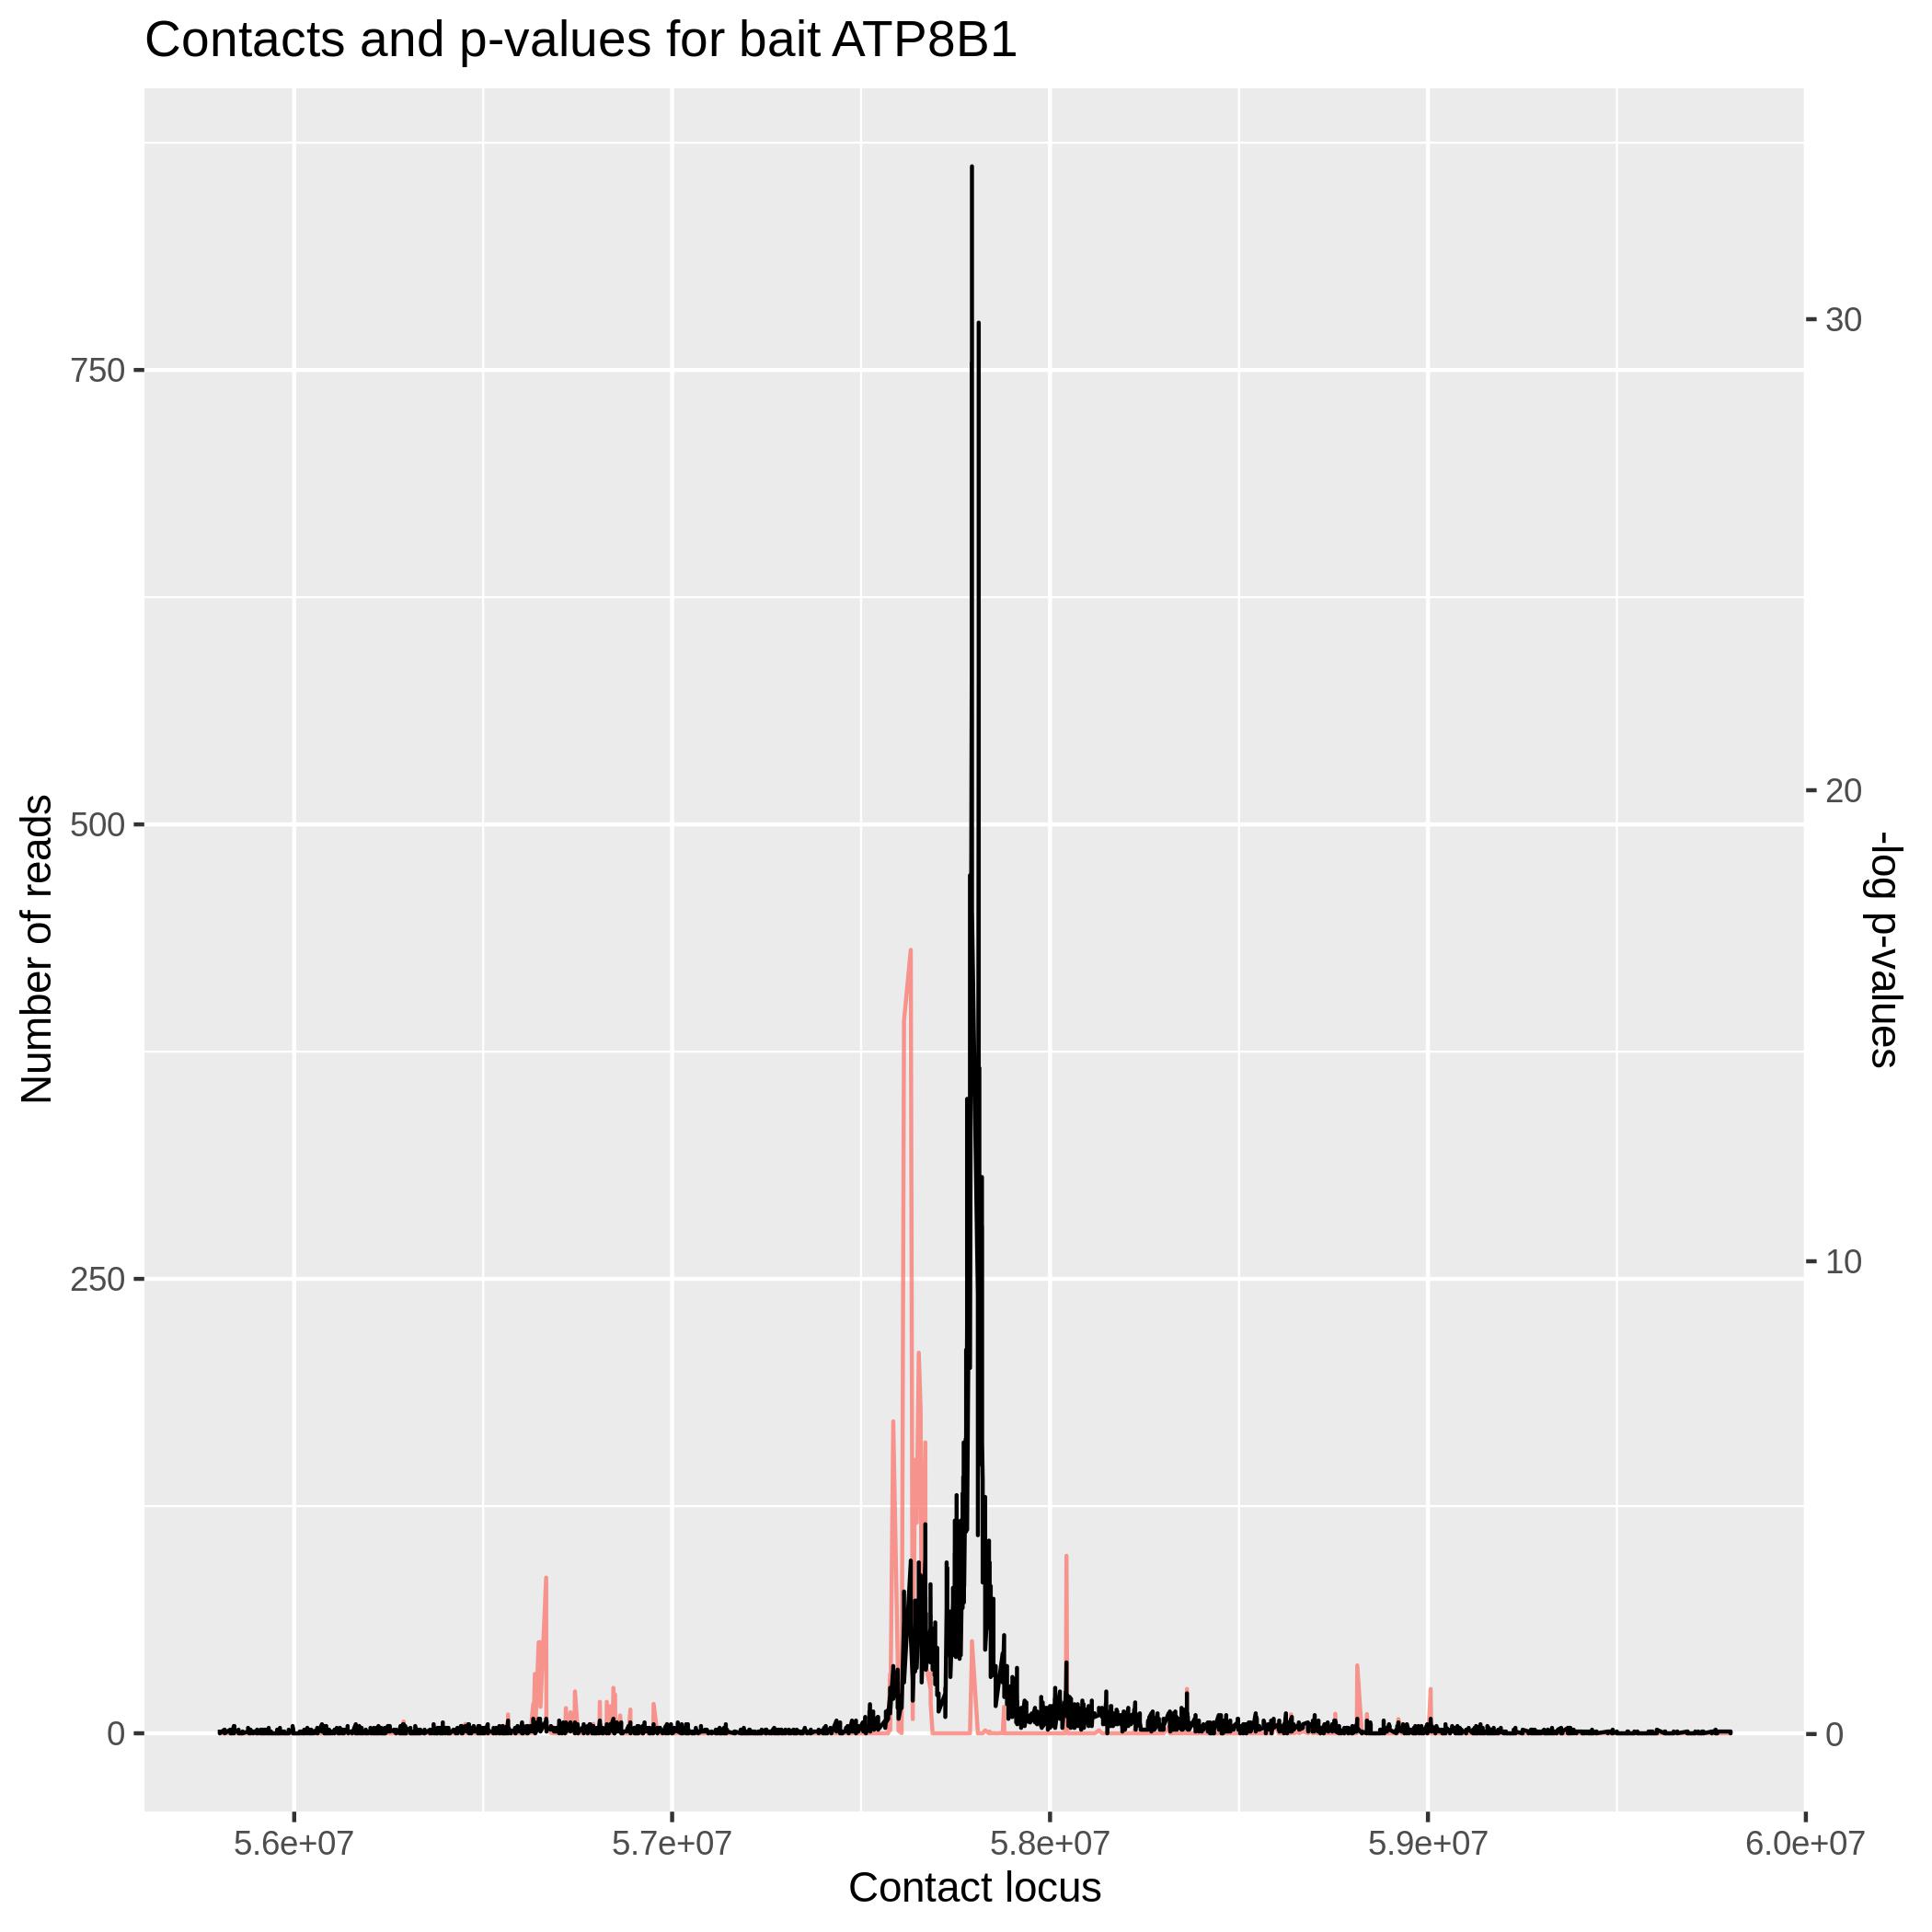 Contacts and p-values for bait ATP8B1
Number of reads
750
500
250
0
30
20
10
0
-log p-values
5.6e+07
5.7e+07
5.8e+07
5.9e+07
6.0e+07
Contact locus